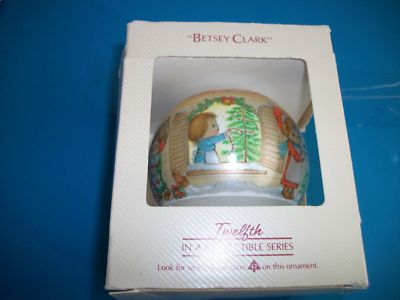 "BETSEY CLARK"
Twelfth
IN A COLLECTIBLE SERIES
Look for on this ornament.